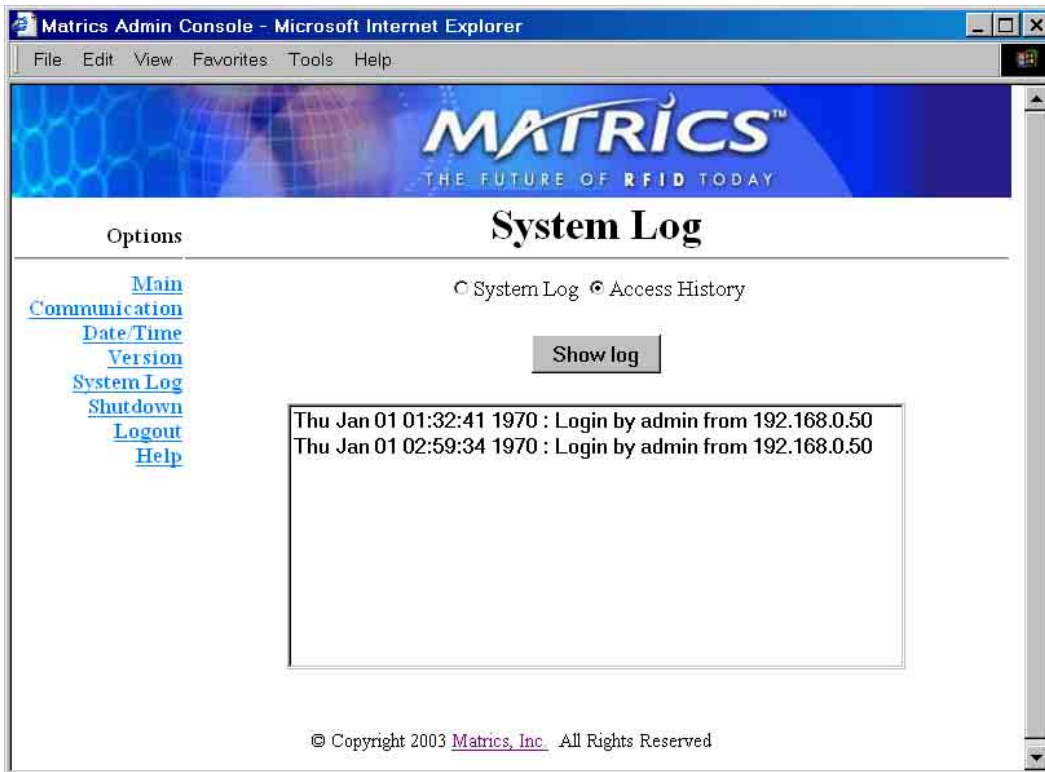 Matrics Admin Console - Microsoft Internet Explorer
File Edit View Favorites Tools Help
MATRICS™
THE FUTURE OF RFID TODAY
Options
System Log
Main
Communication
Date/Time
Version
System Log
Shutdown
Logout
Help
System Log Access History
Show log
Thu Jan 01 01:32:41 1970 : Login by admin from 192.168.0.50
Thu Jan 01 02:59:34 1970 : Login by admin from 192.168.0.50
© Copyright 2003 Matrics, Inc. All Rights Reserved